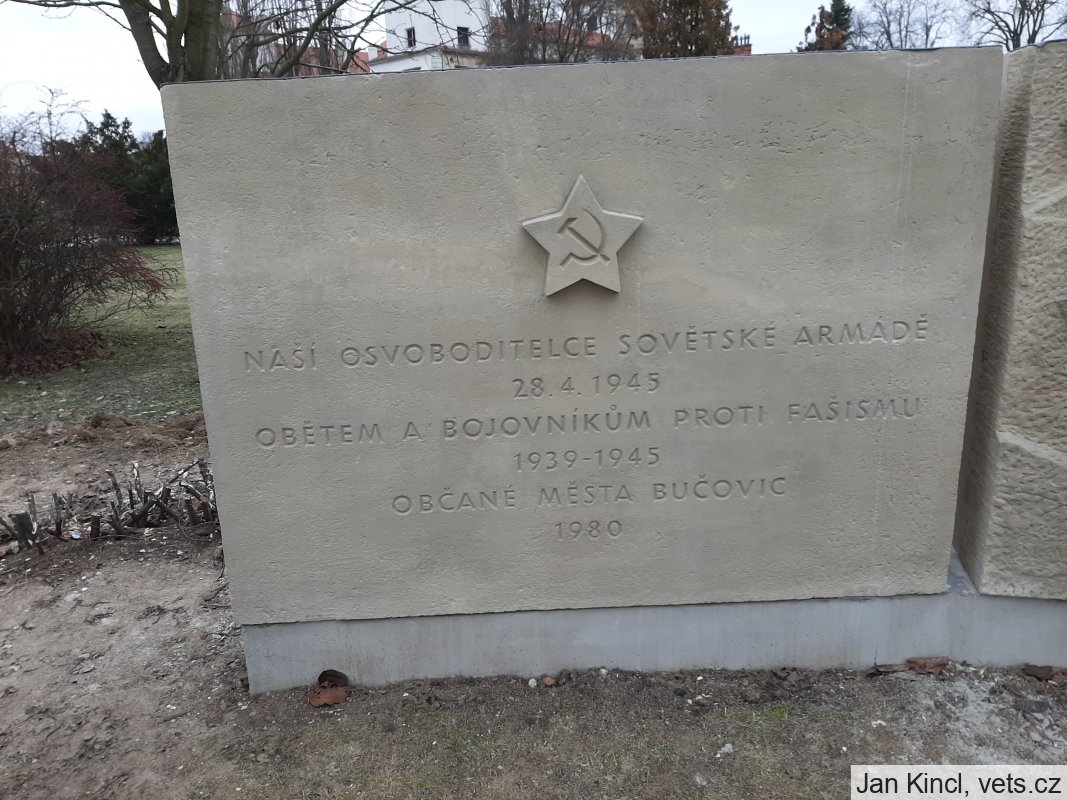 NAŠÍ OSVOBODITELCE SOVĚTSKÉ ARMÁDĚ
28.4.1945
OBĚTEM A BOJOVNÍKŮM PROTI FAŠISMU
1939-1945
OBČANÉ MĚSTA BUČOVIC
1980
Jan Kincl, vets.cz